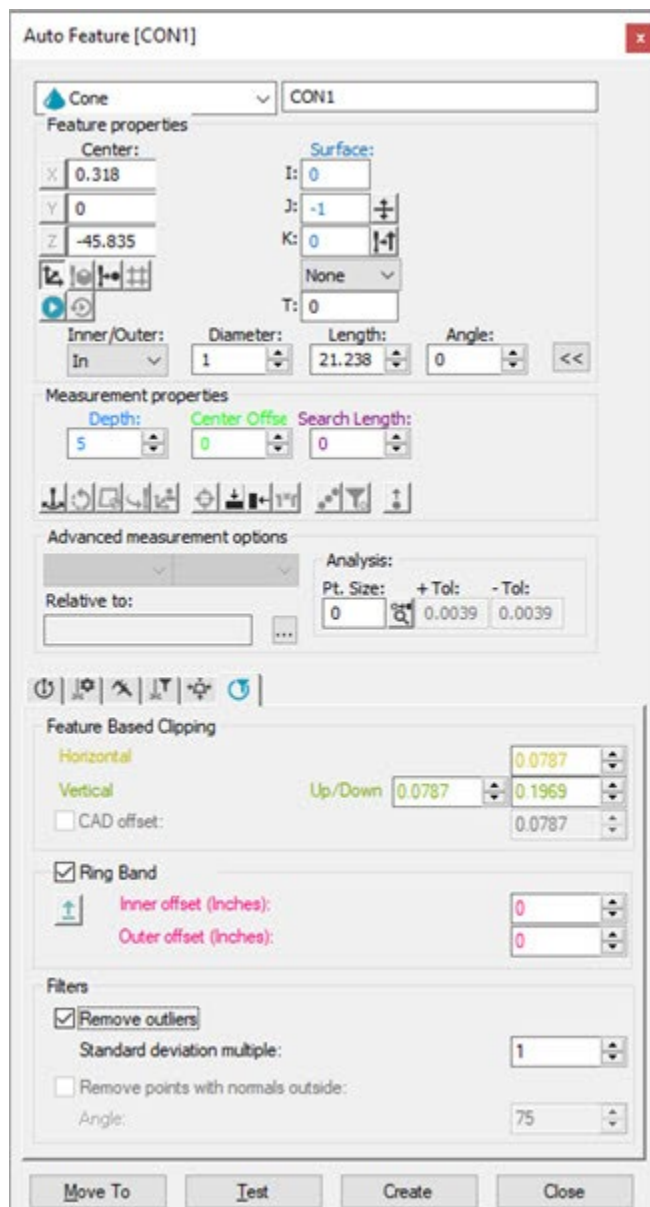 Auto Feature [CON1]
x
Cone CON1
Feature properties
Center: Surface:
X 0.318 I: 0
Y 0 J: -1
Z -45.835 K: 0
None
T: 0
Inner/Outer: Diameter: Length: Angle:
In 1 21.238 0 <<
Measurement properties
Depth: Center Offse Search Length:
5 0 0
Advanced measurement options
Analysis:
Pt. Size: + Tol: - Tol:
0 0.0039 0.0039
Relative to:
...
Feature Based Clipping
Horizontal 0.0787
Vertical Up/Down 0.0787 0.1969
CAD offset: 0.0787
Ring Band
Inner offset (Inches): 0
Outer offset (Inches): 0
Filters
Remove outliers
Standard deviation multiple: 1
Remove points with normals outside:
Angle: 75
Move To Test Create Close